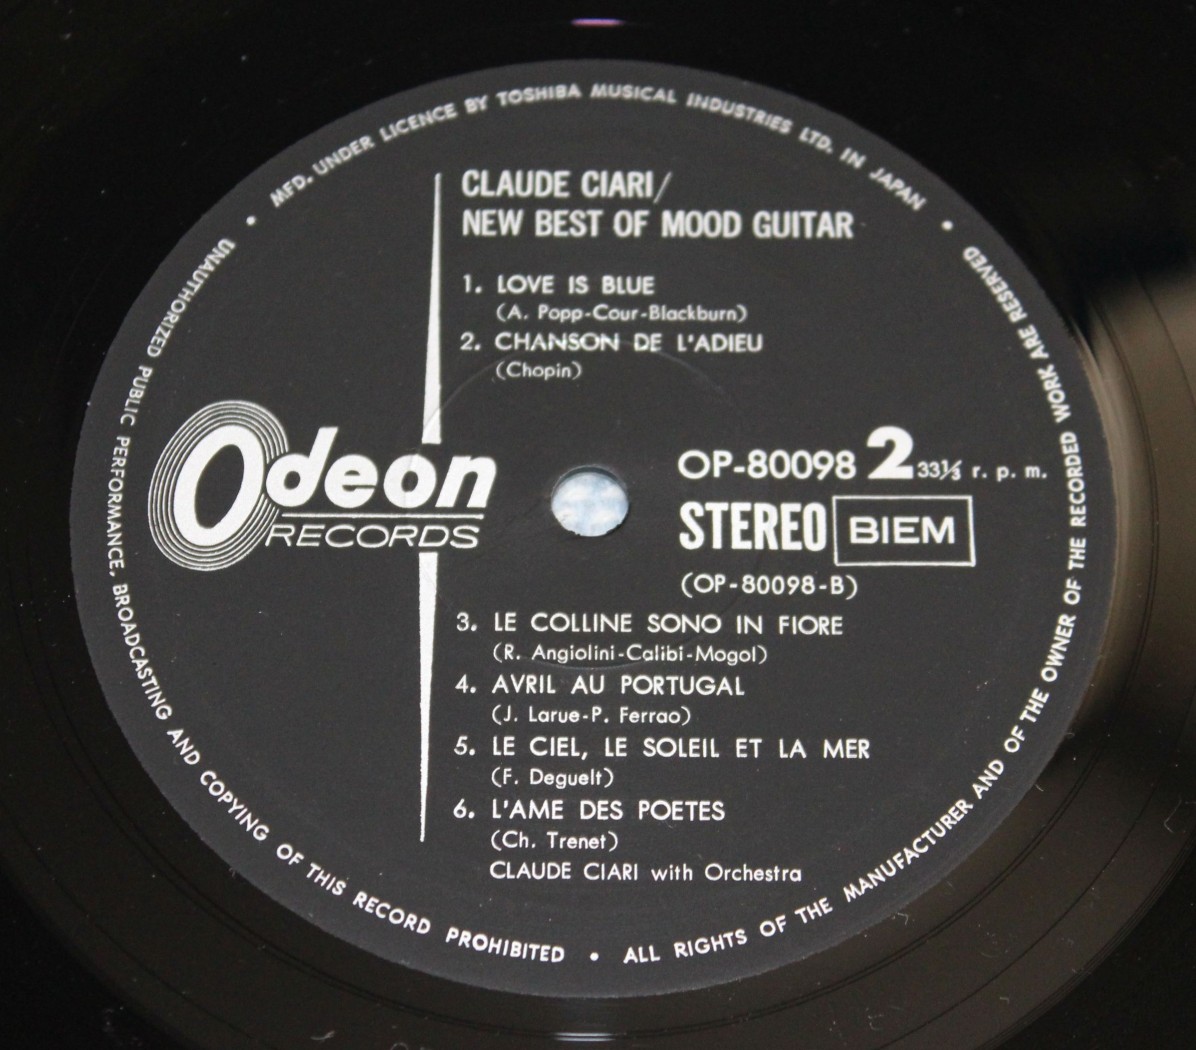 MFD. UNDER LICENCE BY TOSHIBA MUSICAL INDUSTRIES LTD. IN JAPAN •
CLAUDE CIARI/
NEW BEST OF MOOD GUITAR
1. LOVE IS BLUE
(A. Popp-Cour-Blackburn)
2. CHANSON DE L'ADIEU
(Chopin)
Odeon
RECORDS
OP-80098 2 33⅓ r. p. m.
STEREO BIEM
(OP-80098-B)
3. LE COLLINE SONO IN FIORE
(R. Angiolini-Calibi-Mogol)
4. AVRIL AU PORTUGAL
(J. Larue-P. Ferrao)
5. LE CIEL, LE SOLEIL ET LA MER
(F. Deguelt)
6. L'AME DES POETES
(Ch. Trenet)
CLAUDE CIARI with Orchestra
ALL RIGHTS OF THE MANUFACTURER AND OF THE OWNER OF THE RECORDED WORK ARE RESERVED •
UNAUTHORIZED PUBLIC PERFORMANCE, BROADCASTING AND COPYING OF THIS RECORD PROHIBITED •